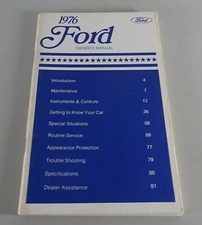 1976
Ford
Ford
OWNER'S MANUAL
Introduction 4
Maintenance 7
Instruments & Controls 12
Getting to Know Your Car 36
Special Situations 58
Routine Service 66
Appearance Protection 77
Trouble Shooting 79
Specifications 86
Dealer Assistance 91